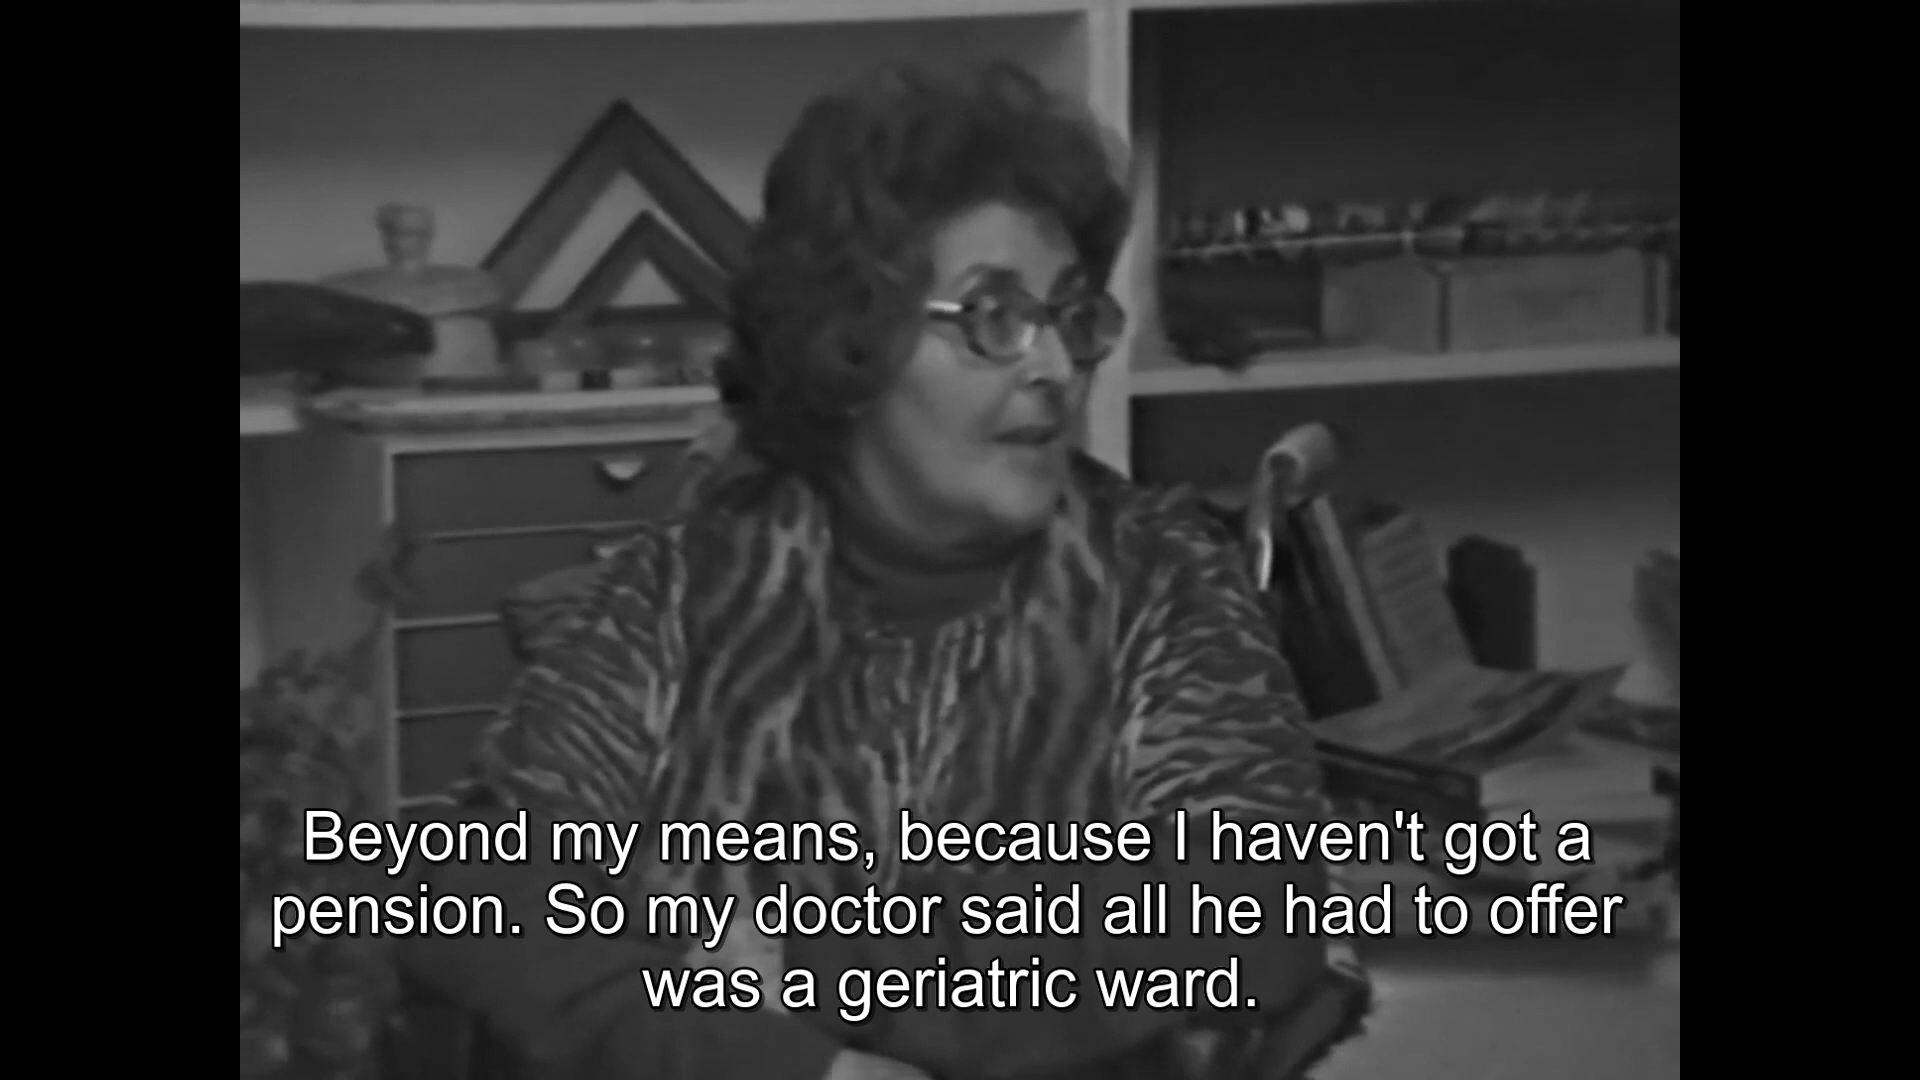 Beyond my means, because I haven't got a
pension. So my doctor said all he had to offer
was a geriatric ward.